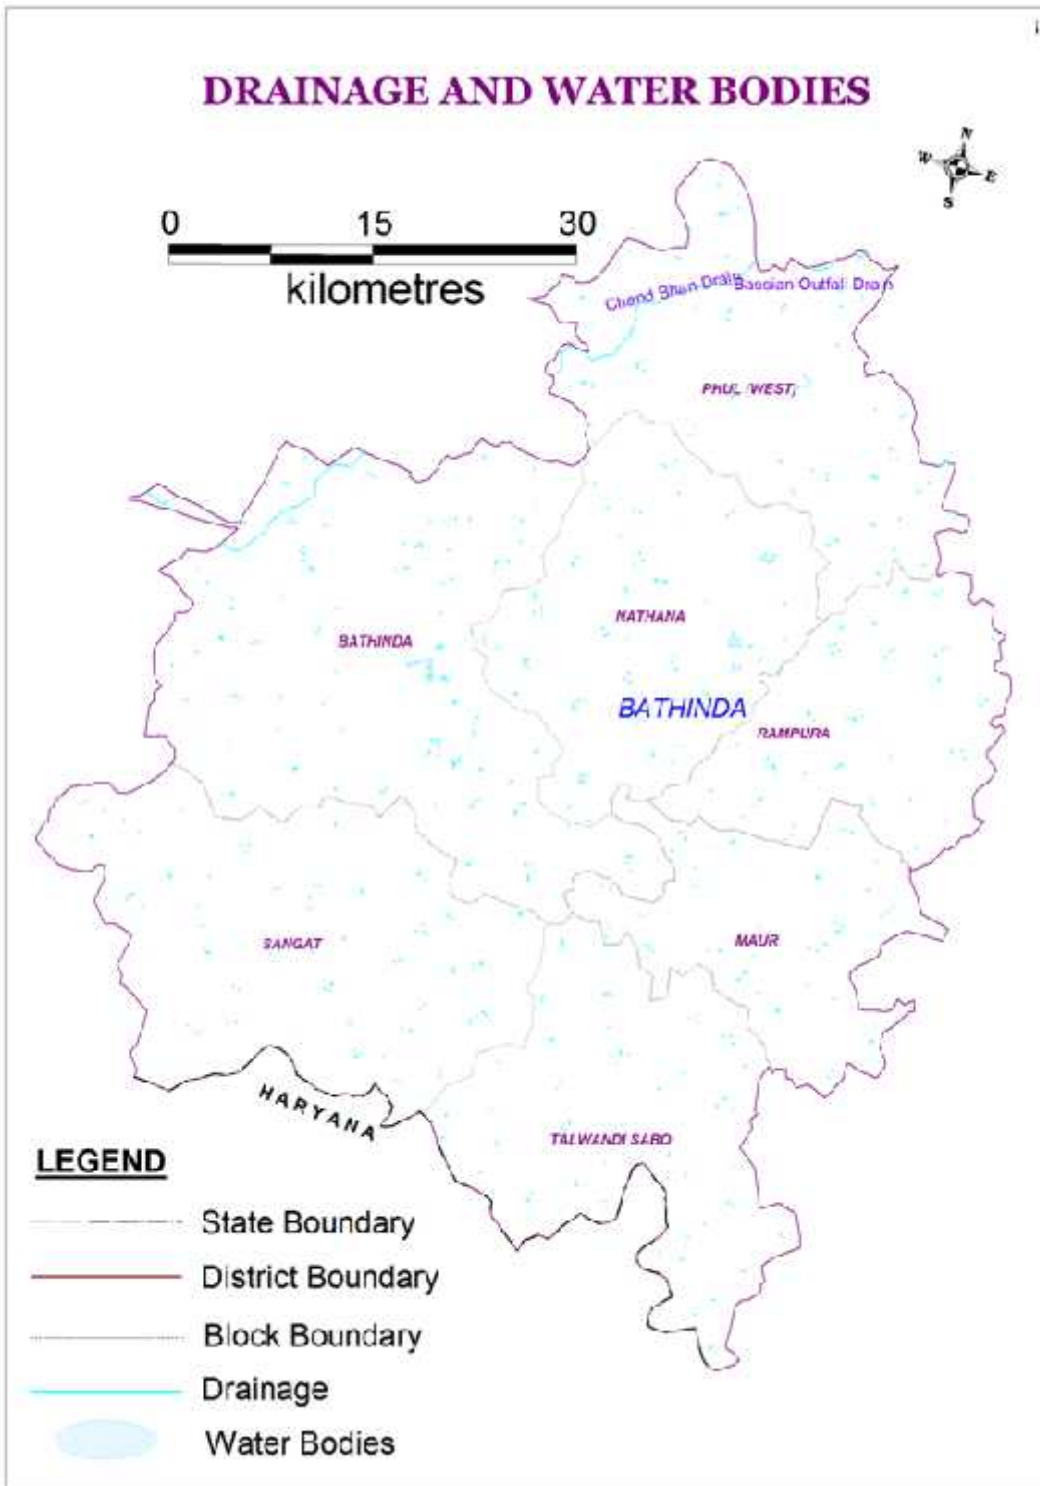 DRAINAGE AND WATER BODIES
N
W
E
S
0 15 30
kilometres
Chand Bhan Drain
Bassian Outfall Drain
PHUL (WEST)
NATHANA
BATHINDA
BATHINDA
RAMPURA
SANGAT
MAUR
HARYANA
TALWANDI SABO
LEGEND
State Boundary
District Boundary
Block Boundary
Drainage
Water Bodies